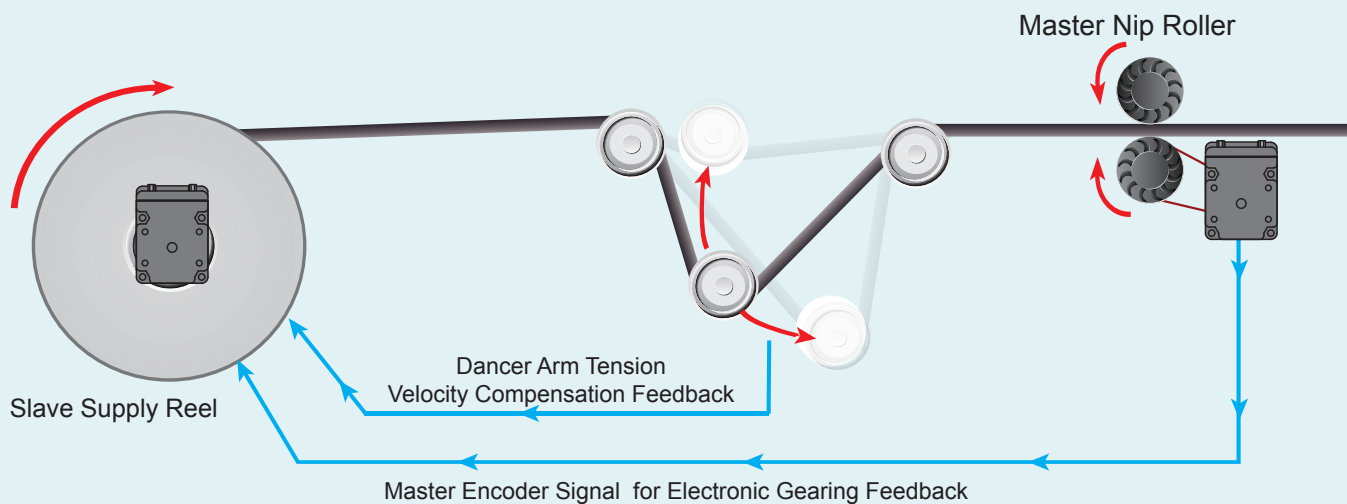 Master Nip Roller
Dancer Arm Tension
Velocity Compensation Feedback
Slave Supply Reel
Master Encoder Signal for Electronic Gearing Feedback